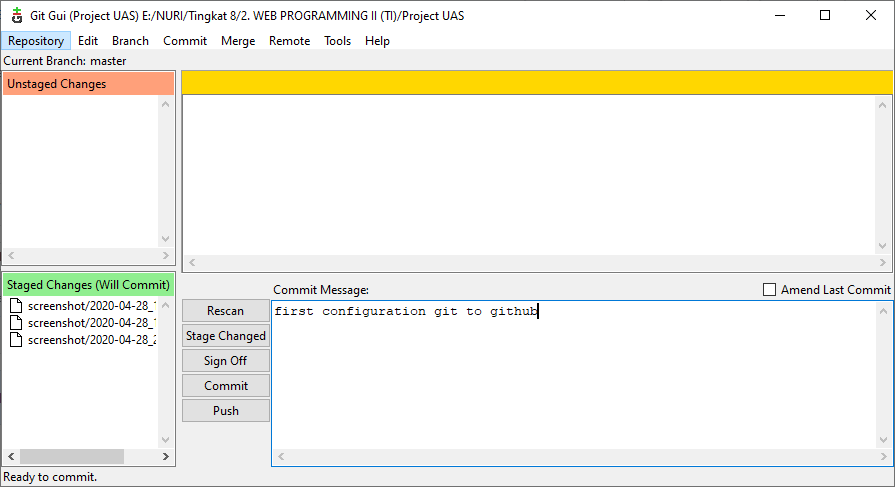 Git Gui (Project UAS) E:/NURI/Tingkat 8/2. WEB PROGRAMMING II (TI)/Project UAS
Repository Edit Branch Commit Merge Remote Tools Help
Current Branch: master
Unstaged Changes
Staged Changes (Will Commit)
screenshot/2020-04-28_1
screenshot/2020-04-28_1
screenshot/2020-04-28_2
Commit Message:
Amend Last Commit
Rescan
Stage Changed
Sign Off
Commit
Push
first configuration git to github
Ready to commit.